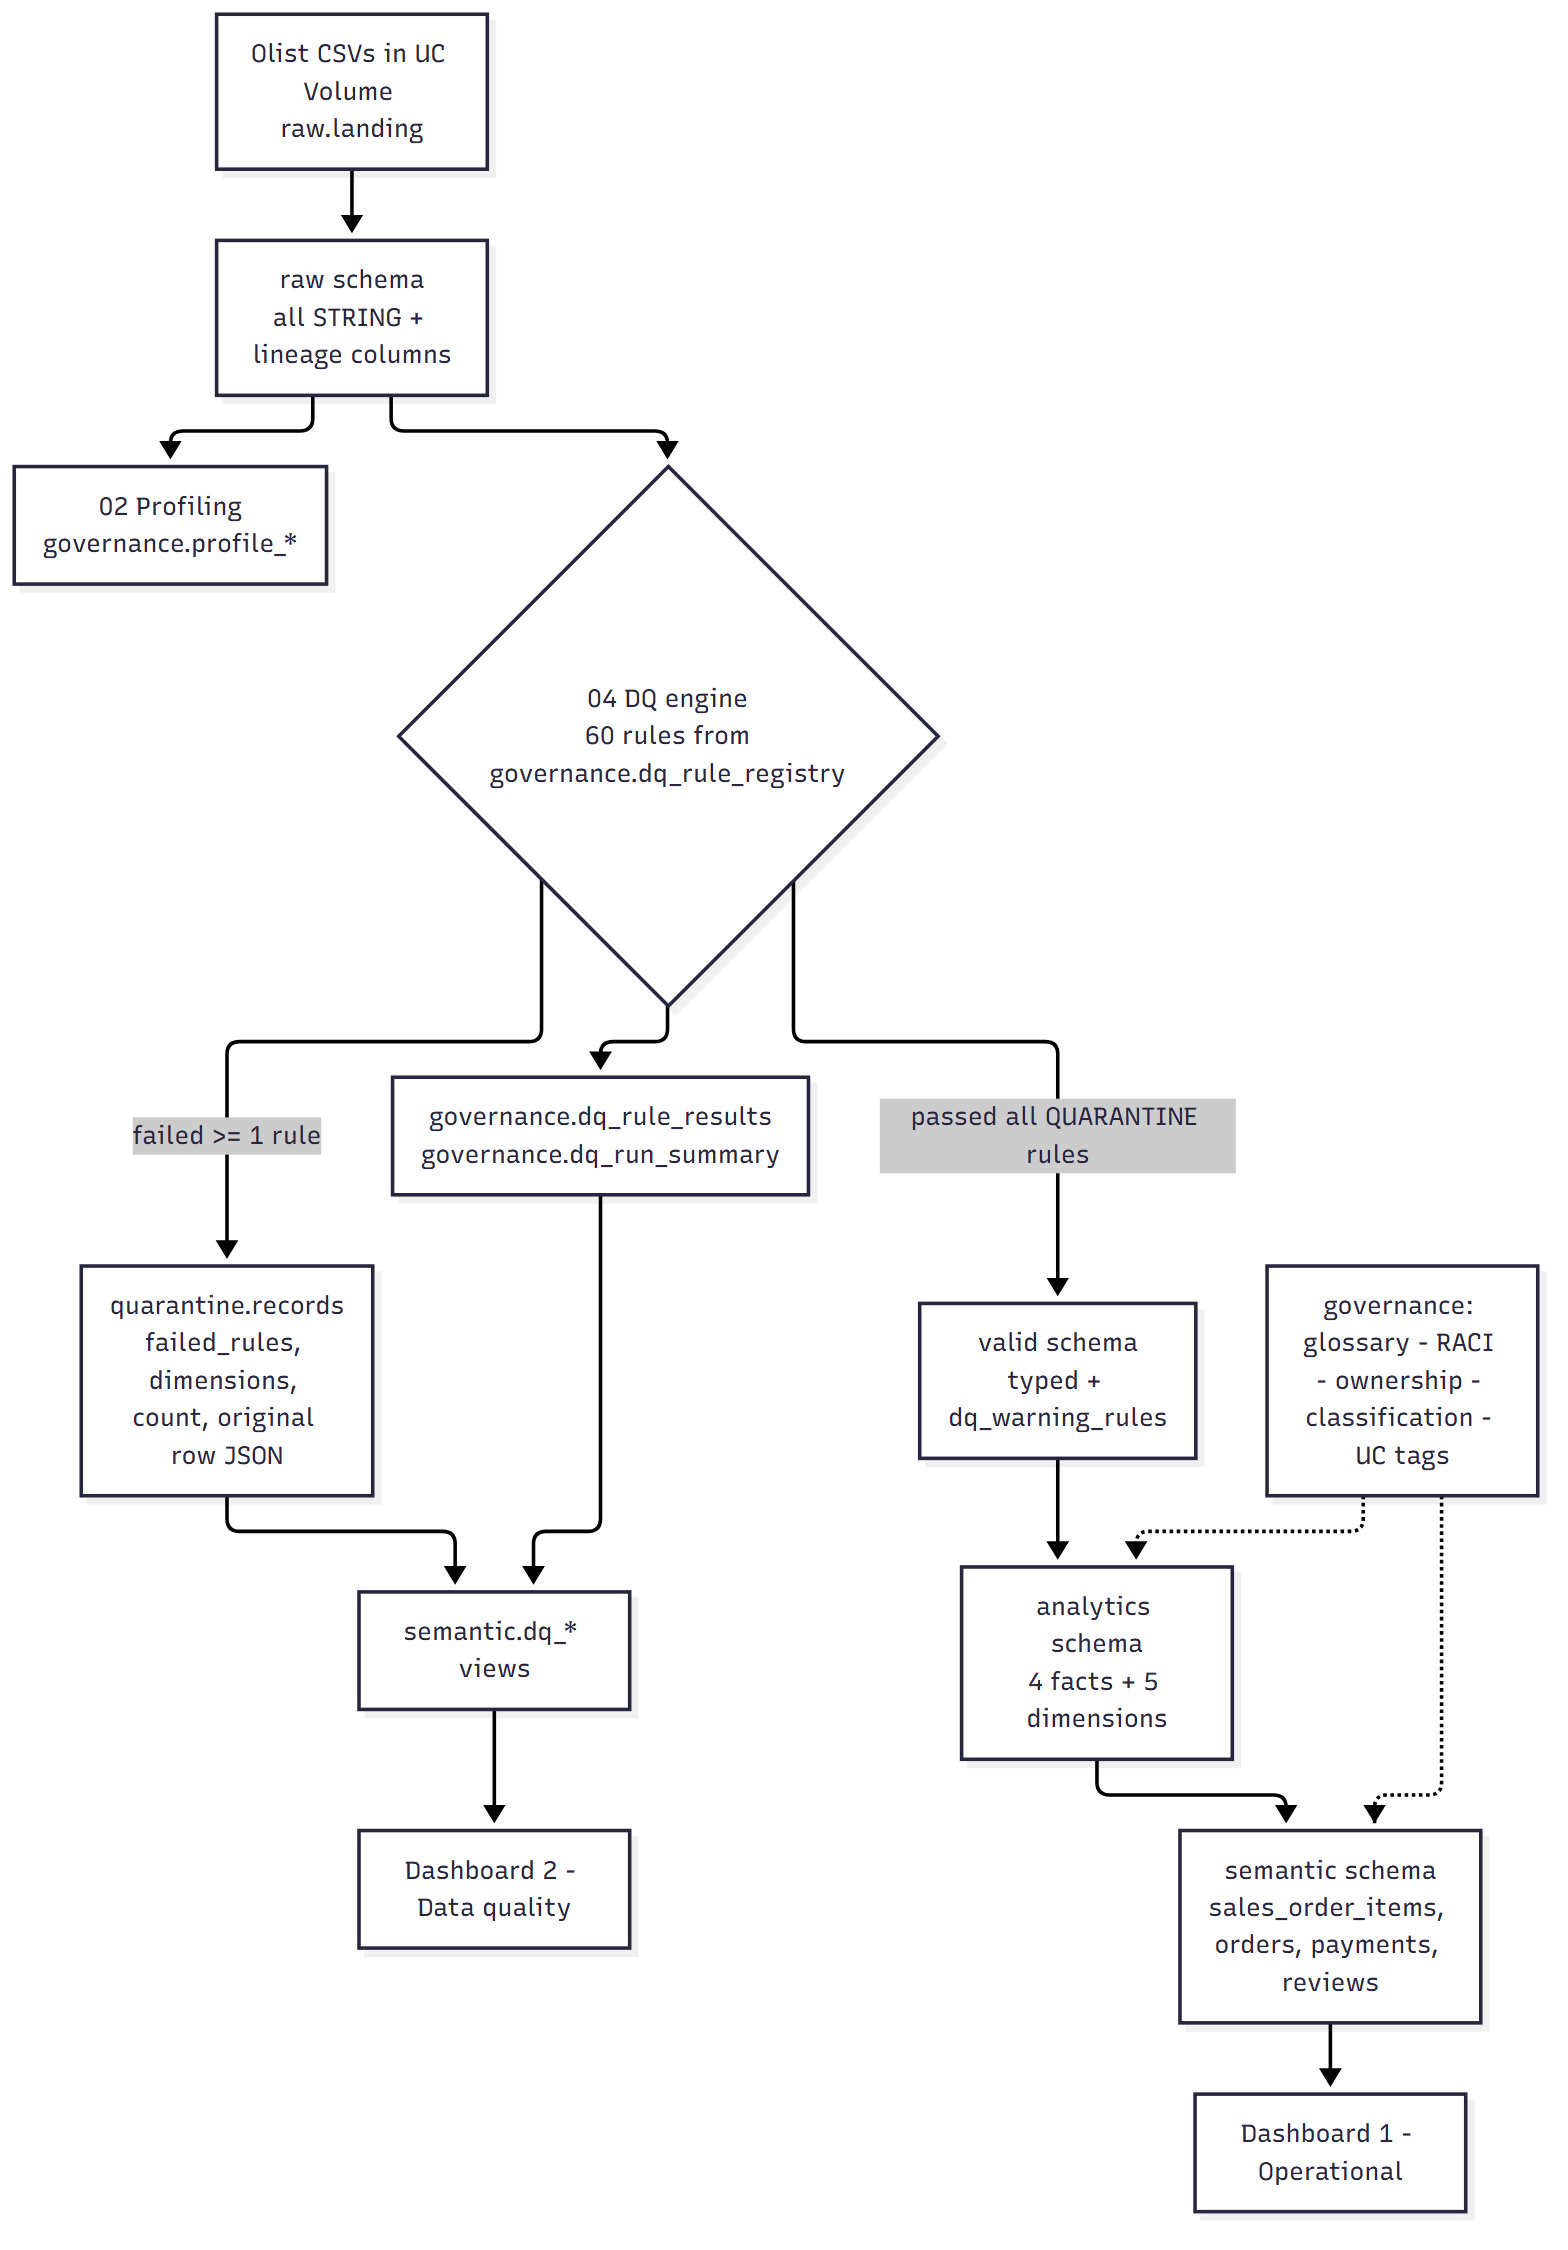 Olist CSVs in UC
Volume
raw.landing
raw schema
all STRING +
lineage columns
02 Profiling
governance.profile_*
04 DQ engine
60 rules from
governance.dq_rule_registry
failed >= 1 rule
governance.dq_rule_results
governance.dq_run_summary
passed all QUARANTINE
rules
quarantine.records
failed_rules,
dimensions,
count, original
row JSON
valid schema
typed +
dq_warning_rules
governance:
glossary - RACI
- ownership -
classification -
UC tags
semantic.dq_*
views
analytics
schema
4 facts + 5
dimensions
Dashboard 2 -
Data quality
semantic schema
sales_order_items,
orders, payments,
reviews
Dashboard 1 -
Operational